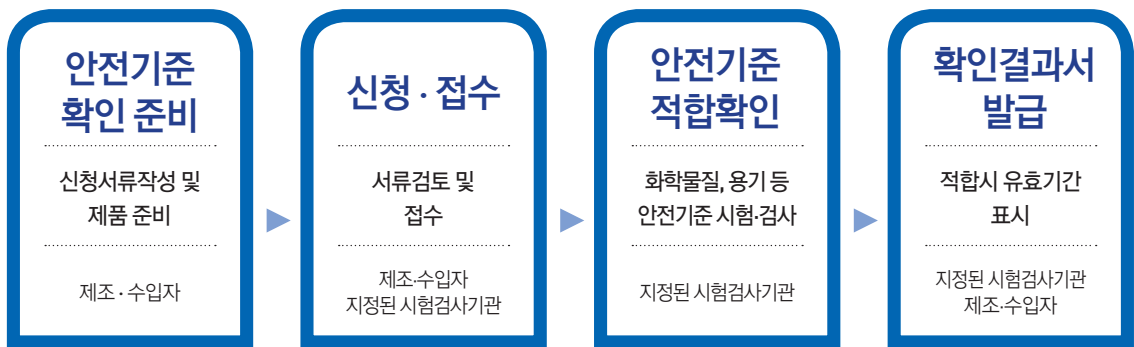 안전기준
확인 준비
신청서류작성 및
제품 준비
제조 · 수입자
신청 · 접수
서류검토 및
접수
제조·수입자
지정된 시험검사기관
안전기준
적합확인
화학물질, 용기 등
안전기준 시험·검사
지정된 시험검사기관
확인결과서
발급
적합시 유효기간
표시
지정된 시험검사기관
제조·수입자